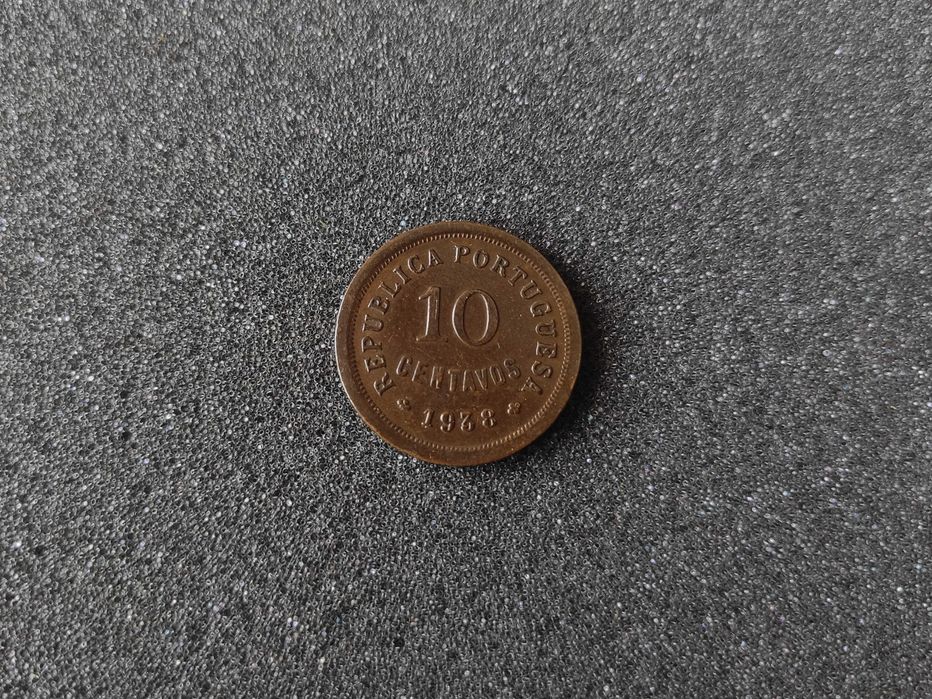 REPUBLICA PORTUGUESA
10
CENTAVOS
1938